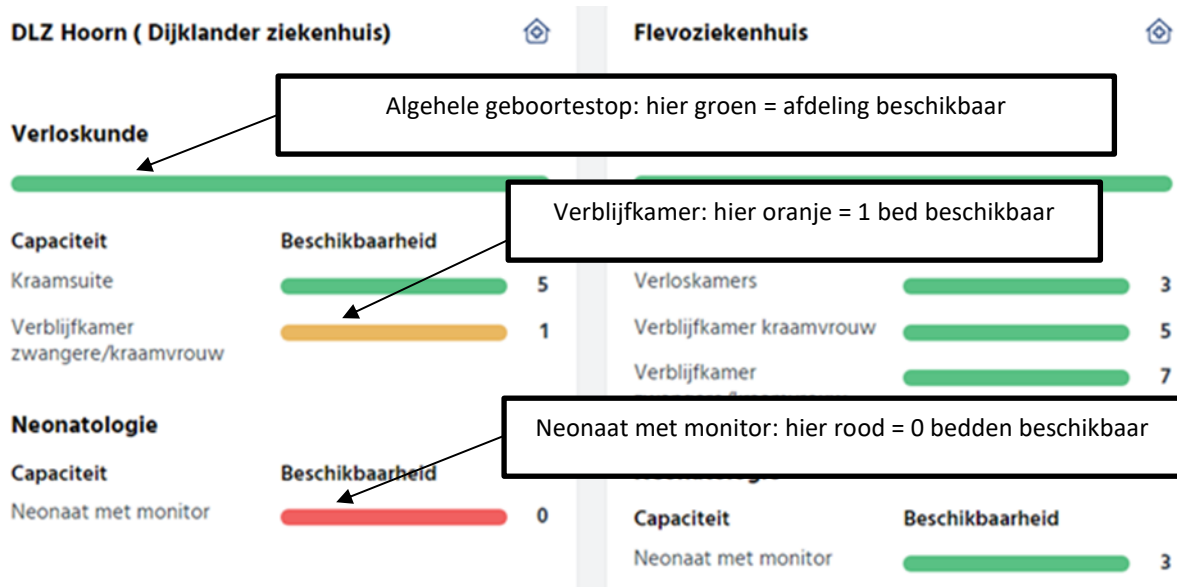 DLZ Hoorn ( Dijklander ziekenhuis)
Verloskunde
Capaciteit Beschikbaarheid
Kraamsuite 5
Verblijfkamer 1
zwangere/kraamvrouw
Neonatologie
Capaciteit Beschikbaarheid
Neonaat met monitor 0
Flevoziekenhuis
Verloskamers 3
Verblijfkamer kraamvrouw 5
Verblijfkamer 7
Capaciteit Beschikbaarheid
Neonaat met monitor 3
Algehele geboortestop: hier groen = afdeling beschikbaar
Verblijfkamer: hier oranje = 1 bed beschikbaar
Neonaat met monitor: hier rood = 0 bedden beschikbaar